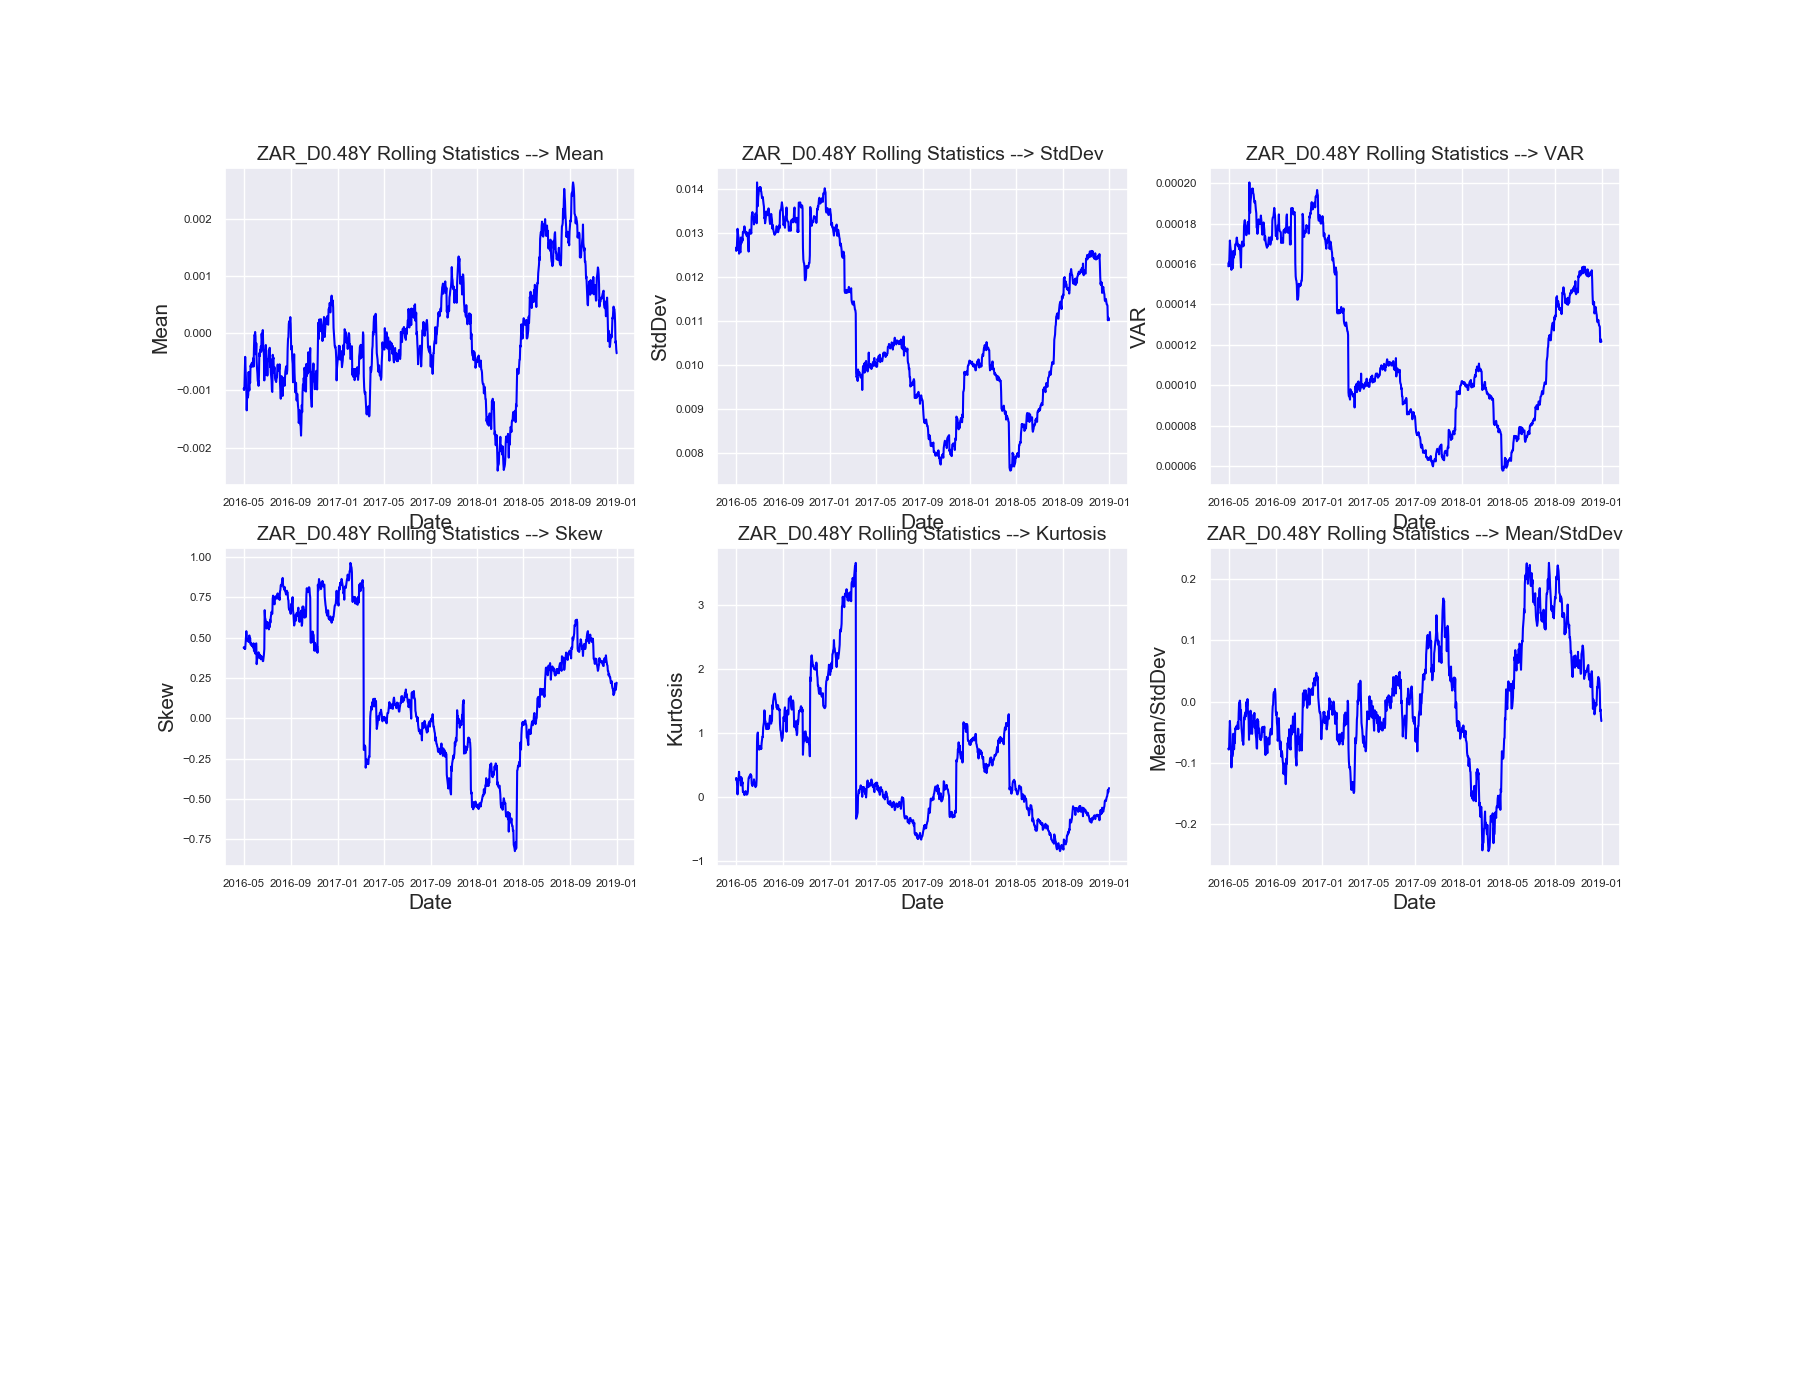 ZAR_D0.48Y Rolling Statistics --> Mean
Mean
0.002
0.001
0.000
−0.001
−0.002
2016-05 2016-09 2017-01 2017-05 2017-09 2018-01 2018-05 2018-09 2019-01
Date
ZAR_D0.48Y Rolling Statistics --> StdDev
StdDev
0.014
0.013
0.012
0.011
0.010
0.009
0.008
2016-05 2016-09 2017-01 2017-05 2017-09 2018-01 2018-05 2018-09 2019-01
Date
ZAR_D0.48Y Rolling Statistics --> VAR
VAR
0.00020
0.00018
0.00016
0.00014
0.00012
0.00010
0.00008
0.00006
2016-05 2016-09 2017-01 2017-05 2017-09 2018-01 2018-05 2018-09 2019-01
Date
ZAR_D0.48Y Rolling Statistics --> Skew
Skew
1.00
0.75
0.50
0.25
0.00
−0.25
−0.50
−0.75
2016-05 2016-09 2017-01 2017-05 2017-09 2018-01 2018-05 2018-09 2019-01
Date
ZAR_D0.48Y Rolling Statistics --> Kurtosis
Kurtosis
3
2
1
0
−1
2016-05 2016-09 2017-01 2017-05 2017-09 2018-01 2018-05 2018-09 2019-01
Date
ZAR_D0.48Y Rolling Statistics --> Mean/StdDev
Mean/StdDev
0.2
0.1
0.0
−0.1
−0.2
2016-05 2016-09 2017-01 2017-05 2017-09 2018-01 2018-05 2018-09 2019-01
Date